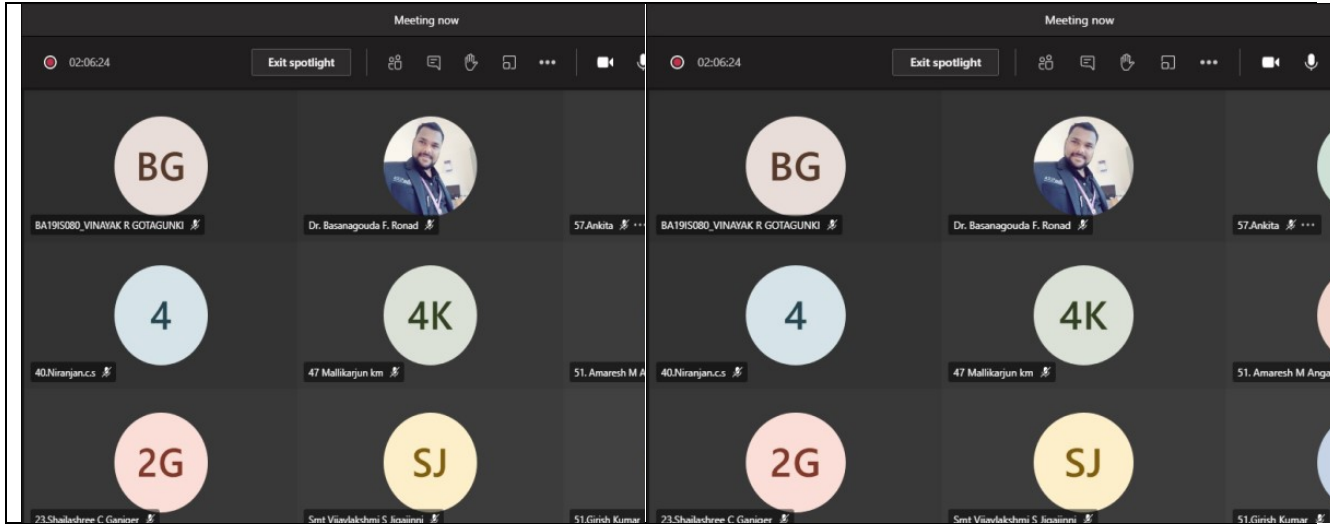 Meeting now
02:06:24 Exit spotlight
BG
BA19IS080_VINAYAK R GOTAGUNKI Dr. Basanagouda F. Ronad 57.Ankita
4 4K
40.Niranjan.c.s 47 Mallikarjun km 51. Amaresh M A
2G SJ
23.Shailashree C Ganiger Smt Vijaylakshmi S Jigajinni 51.Girish Kumar
Meeting now
02:06:24 Exit spotlight
BG
BA19IS080_VINAYAK R GOTAGUNKI Dr. Basanagouda F. Ronad 57.Ankita
4 4K
40.Niranjan.c.s 47 Mallikarjun km 51. Amaresh M Anga
2G SJ
23.Shailashree C Ganiger Smt Vijaylakshmi S Jigajinni 51.Girish Kumar